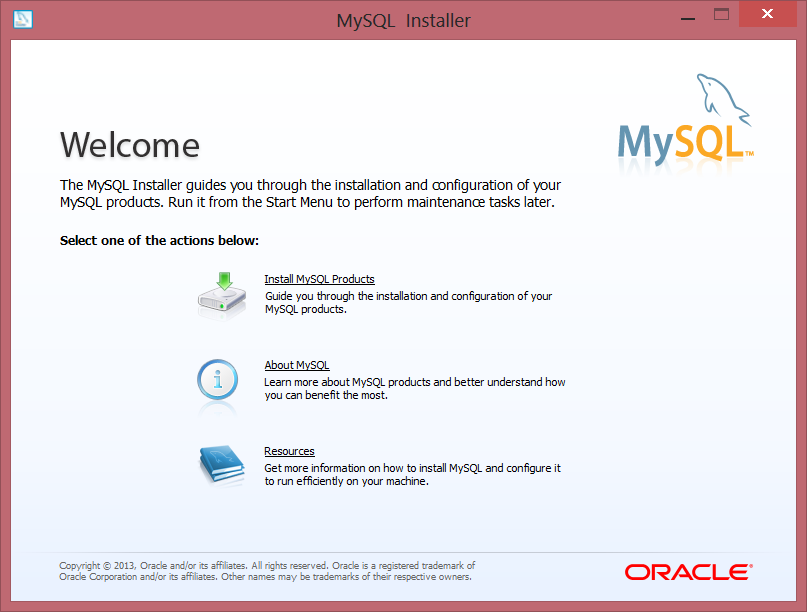 MySQL Installer
MySQL™
Welcome
The MySQL Installer guides you through the installation and configuration of your
MySQL products. Run it from the Start Menu to perform maintenance tasks later.
Select one of the actions below:
Install MySQL Products
Guide you through the installation and configuration of your
MySQL products.
About MySQL
Learn more about MySQL products and better understand how
you can benefit the most.
Resources
Get more information on how to install MySQL and configure it
to run efficiently on your machine.
Copyright © 2013, Oracle and/or its affiliates. All rights reserved. Oracle is a registered trademark of
Oracle Corporation and/or its affiliates. Other names may be trademarks of their respective owners.
ORACLE®